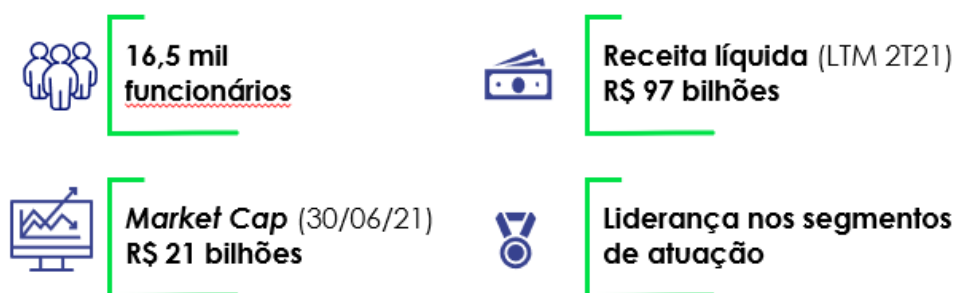 16,5 mil
funcionários
Receita líquida (LTM 2T21)
R$ 97 bilhões
Market Cap (30/06/21)
R$ 21 bilhões
Liderança nos segmentos
de atuação